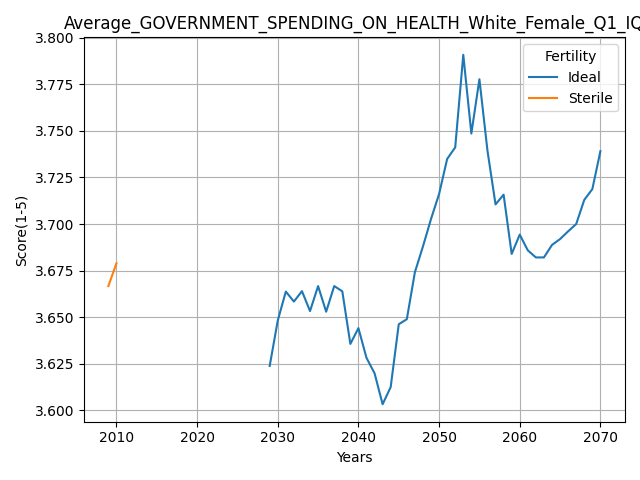 Average_GOVERNMENT_SPENDING_ON_HEALTH_White_Female_Q1_IQ
3.800
3.775
3.750
3.725
3.700
3.675
3.650
3.625
3.600
Score(1-5)
Fertility
Ideal
Sterile
2010 2020 2030 2040 2050 2060 2070
Years